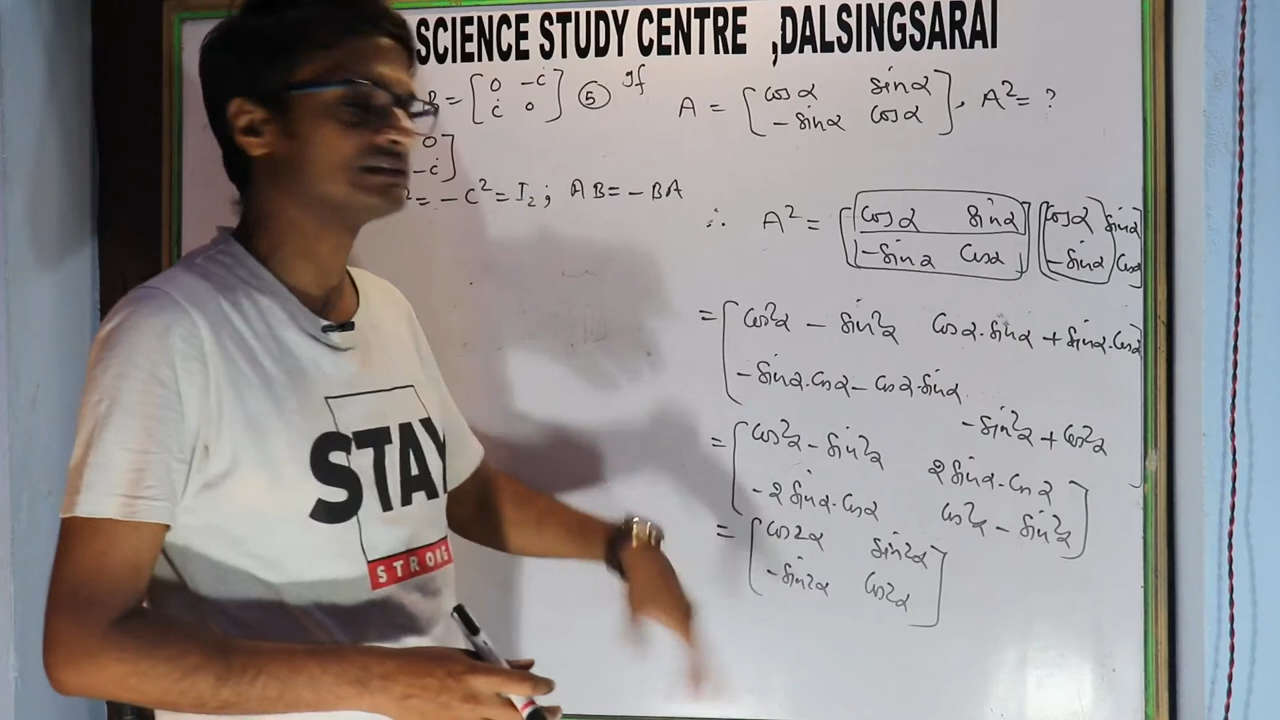 SCIENCE STUDY CENTRE ,DALSINGSARAI
B = [0 -i
i 0]
0
-i]
² = -C² = I₂ ; AB = -BA
⑤ If
A = [cosα sinα
-sinα cosα], A² = ?
∴ A² = [cosα sinα
-sinα cosα] [cosα sinα
-sinα cosα]
= [cos²α - sin²α cosα.sinα + sinα.cosα
-sinα.cosα - cosα.sinα -sin²α + cos²α]
= [cos²α - sin²α 2sinα.cosα
-2sinα.cosα cos²α - sin²α]
= [cos2α sin2α
-sin2α cos2α]
STAY
STRONG